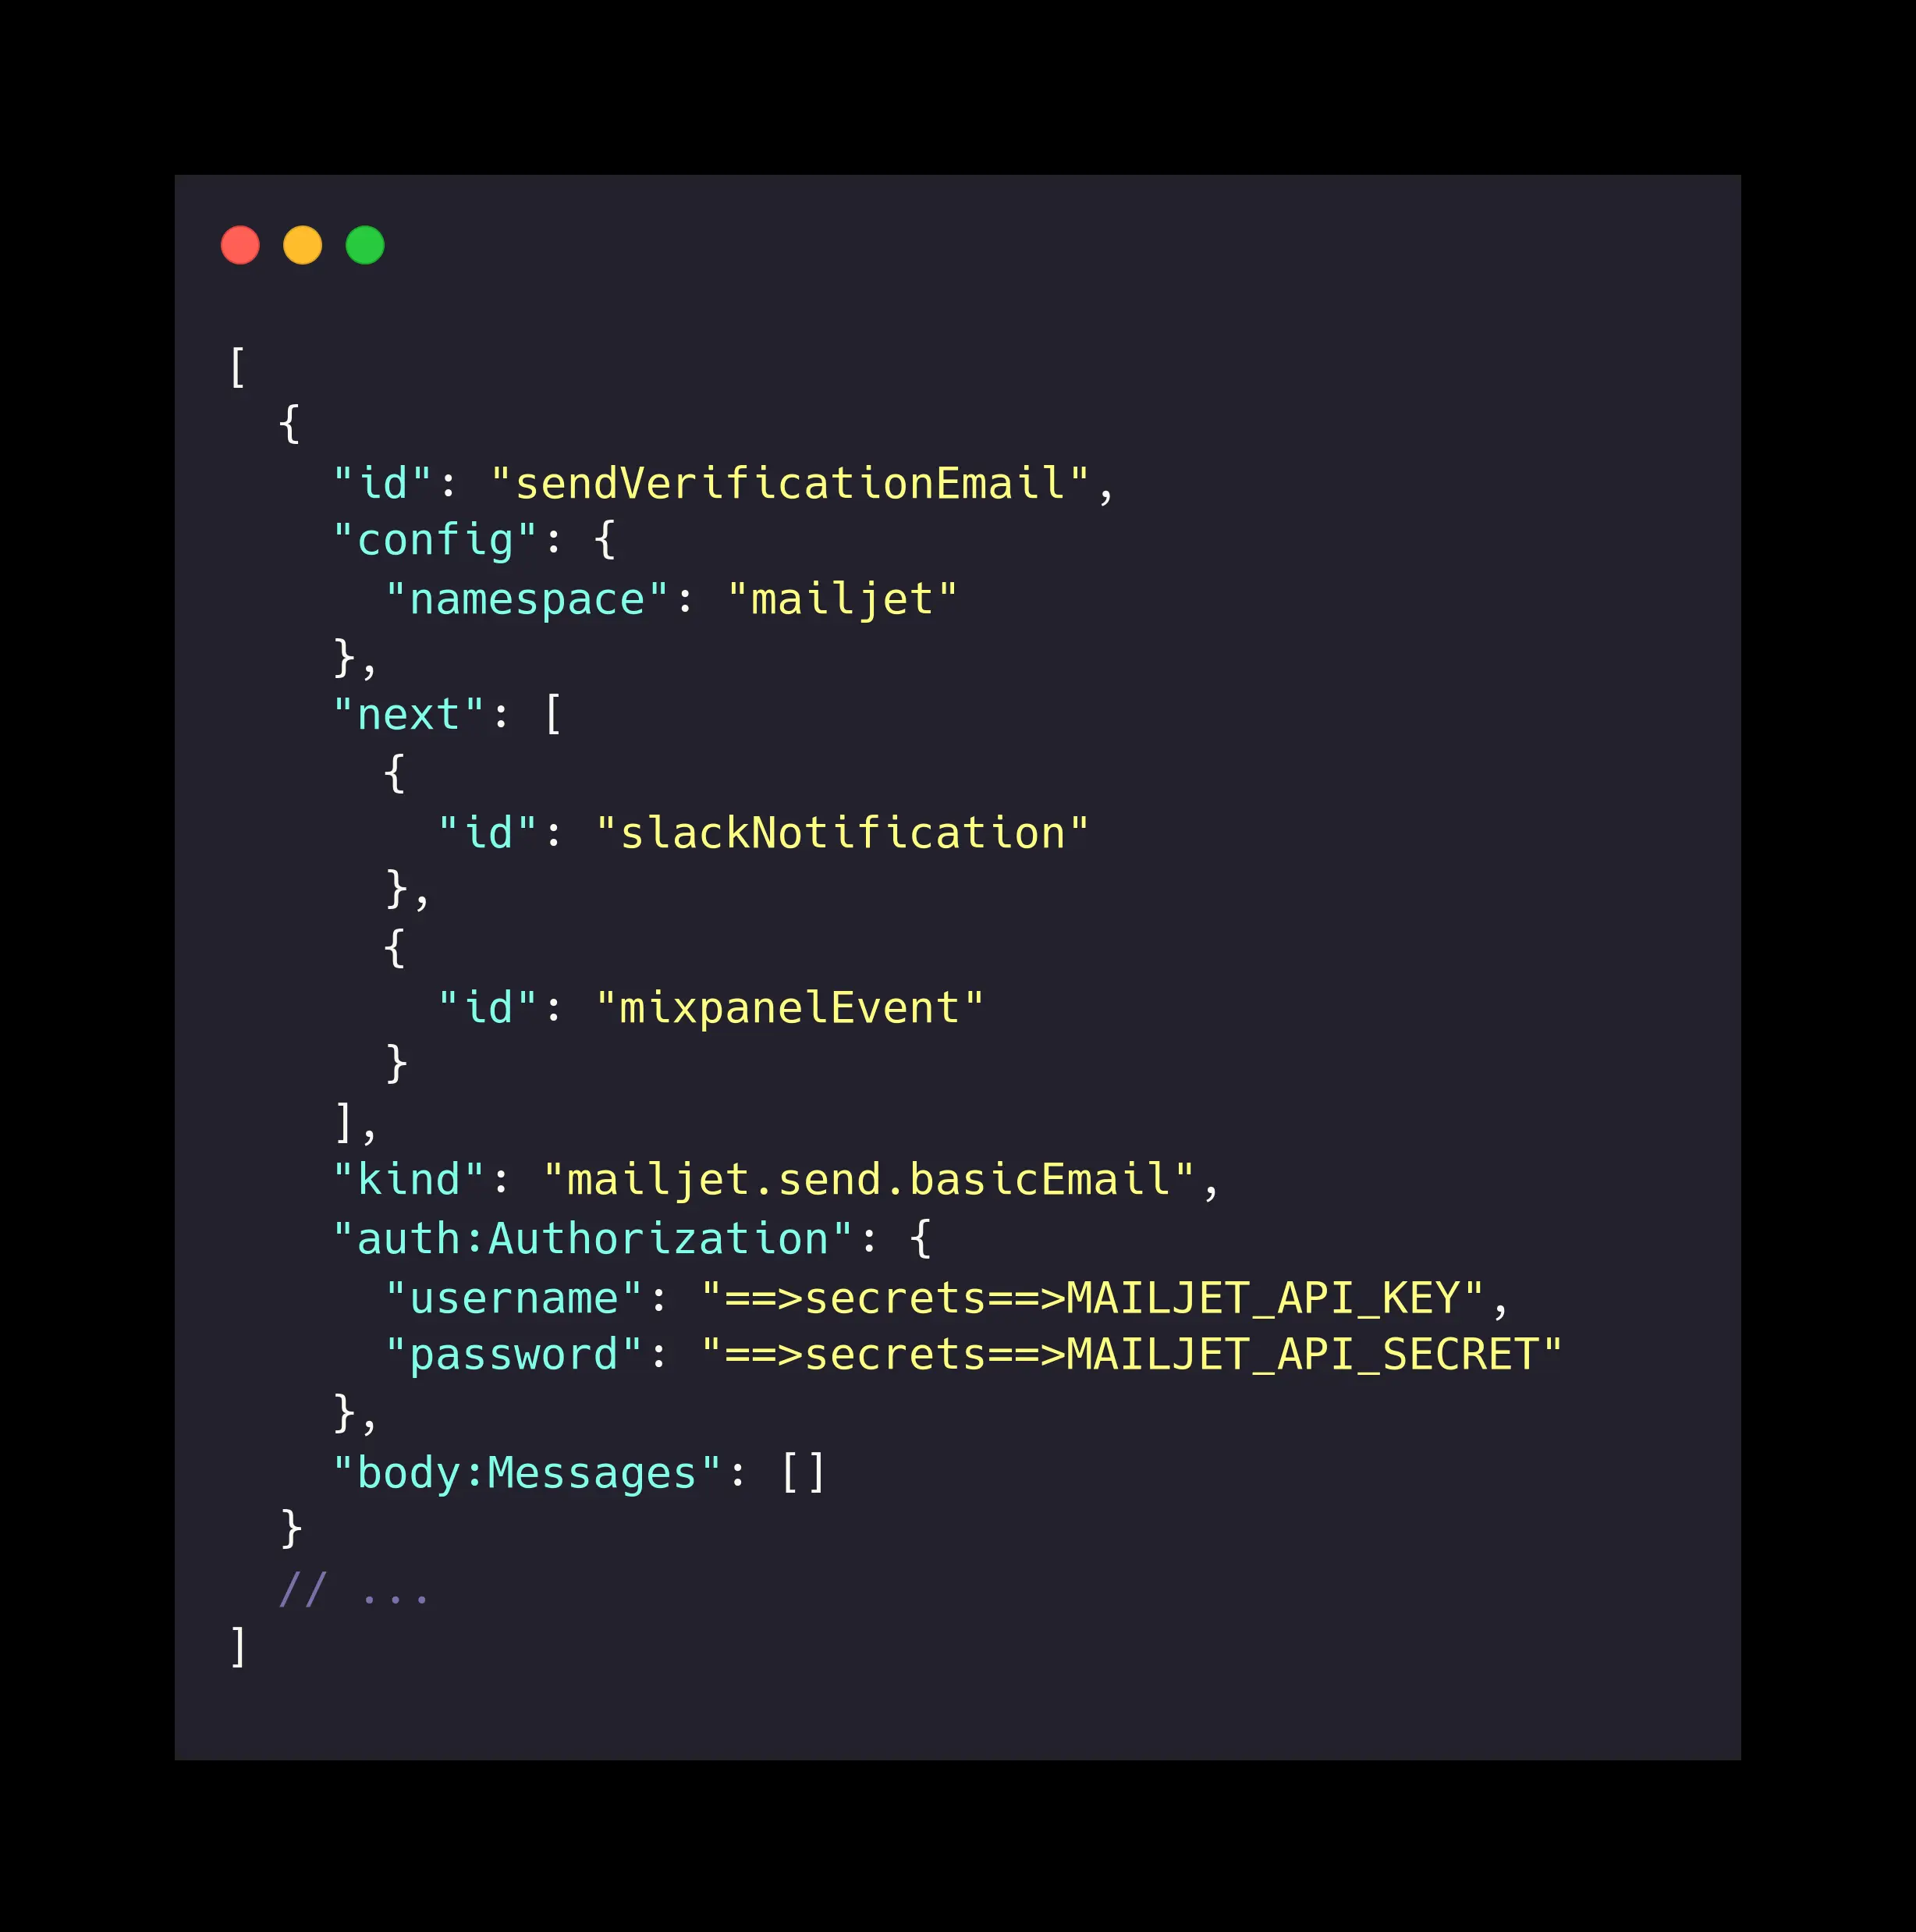 [
  {
    "id": "sendVerificationEmail",
    "config": {
      "namespace": "mailjet"
    },
    "next": [
      {
        "id": "slackNotification"
      },
      {
        "id": "mixpanelEvent"
      }
    ],
    "kind": "mailjet.send.basicEmail",
    "auth:Authorization": {
      "username": "==>secrets==>MAILJET_API_KEY",
      "password": "==>secrets==>MAILJET_API_SECRET"
    },
    "body:Messages": []
  }
  // ...
]